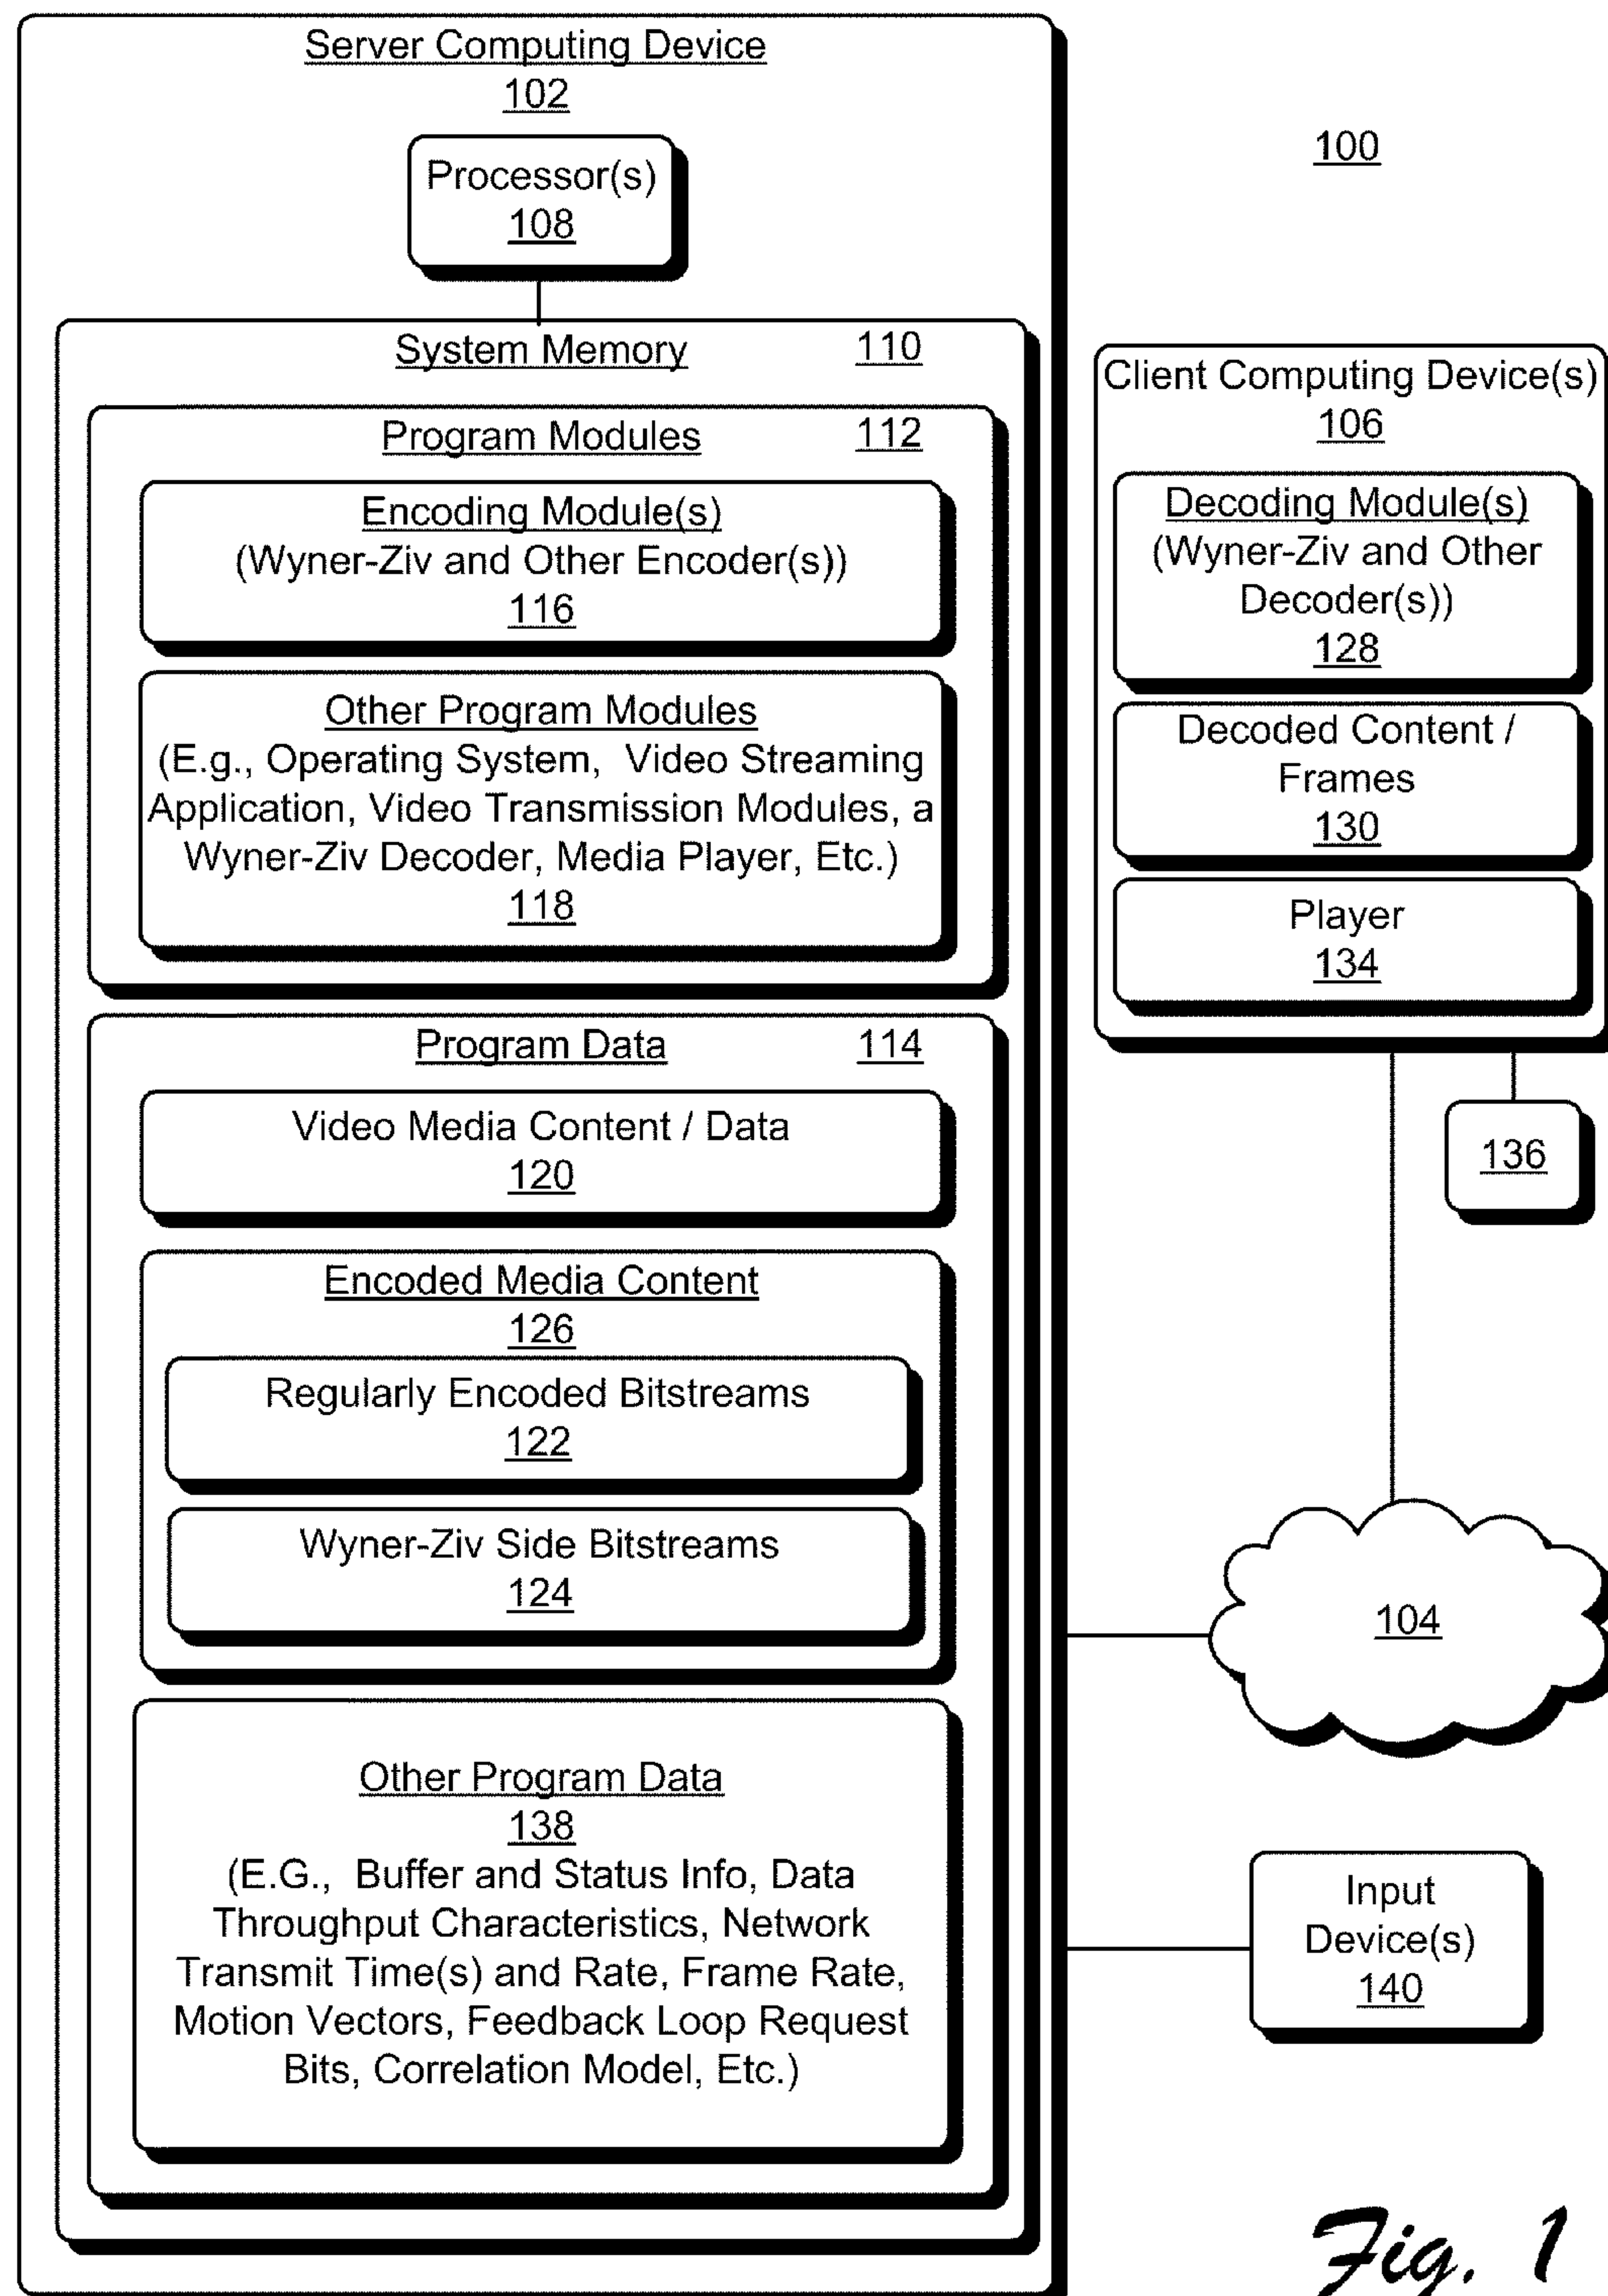 Server Computing Device
102
Processor(s)
108
System Memory 110
Program Modules 112
Encoding Module(s)
(Wyner-Ziv and Other Encoder(s))
116
Other Program Modules
(E.g., Operating System, Video Streaming
Application, Video Transmission Modules, a
Wyner-Ziv Decoder, Media Player, Etc.)
118
Program Data 114
Video Media Content / Data
120
Encoded Media Content
126
Regularly Encoded Bitstreams
122
Wyner-Ziv Side Bitstreams
124
Other Program Data
138
(E.G., Buffer and Status Info, Data
Throughput Characteristics, Network
Transmit Time(s) and Rate, Frame Rate,
Motion Vectors, Feedback Loop Request
Bits, Correlation Model, Etc.)
100
Client Computing Device(s)
106
Decoding Module(s)
(Wyner-Ziv and Other
Decoder(s))
128
Decoded Content /
Frames
130
Player
134
136
104
Input
Device(s)
140
Fig. 1